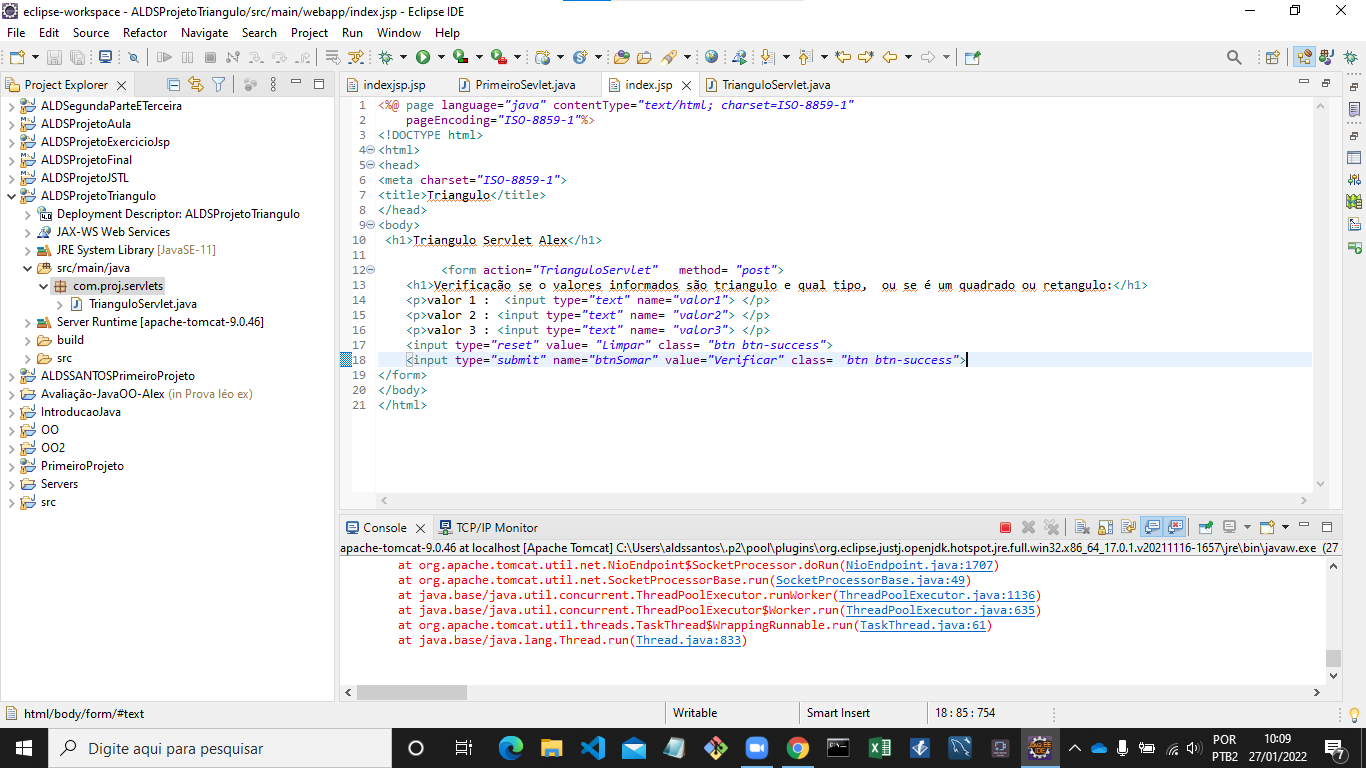 eclipse-workspace - ALDSProjetoTriangulo/src/main/webapp/index.jsp - Eclipse IDE
File Edit Source Refactor Navigate Search Project Run Window Help
Project Explorer
ALDSegundaParteETerceira
ALDSProjetoAula
ALDSProjetoExercicioJsp
ALDSProjetoFinal
ALDSProjetoJSTL
ALDSProjetoTriangulo
Deployment Descriptor: ALDSProjetoTriangulo
JAX-WS Web Services
JRE System Library [JavaSE-11]
src/main/java
com.proj.servlets
TrianguloServlet.java
Server Runtime [apache-tomcat-9.0.46]
build
src
ALDSSANTOSPrimeiroProjeto
Avaliação-JavaOO-Alex (in Prova léo ex)
IntroducaoJava
OO
OO2
PrimeiroProjeto
Servers
src
indexjsp.jsp PrimeiroSevlet.java index.jsp TrianguloServlet.java
1 <%@ page language="java" contentType="text/html; charset=ISO-8859-1"
2 pageEncoding="ISO-8859-1"%>
3 <!DOCTYPE html>
4 <html>
5 <head>
6 <meta charset="ISO-8859-1">
7 <title>Triangulo</title>
8 </head>
9 <body>
10 <h1>Triangulo Servlet Alex</h1>
11
12 <form action="TrianguloServlet" method= "post">
13 <h1>Verificação se o valores informados são triangulo e qual tipo, ou se é um quadrado ou retangulo:</h1>
14 <p>valor 1 : <input type="text" name="valor1"> </p>
15 <p>valor 2 : <input type="text" name= "valor2"> </p>
16 <p>valor 3 : <input type="text" name= "valor3"> </p>
17 <input type="reset" value= "Limpar" class= "btn btn-success">
18 <input type="submit" name="btnSomar" value="Verificar" class= "btn btn-success">
19 </form>
20 </body>
21 </html>
Console TCP/IP Monitor
apache-tomcat-9.0.46 at localhost [Apache Tomcat] C:\Users\aldssantos\.p2\pool\plugins\org.eclipse.justj.openjdk.hotspot.jre.full.win32.x86_64_17.0.1.v20211116-1657\jre\bin\javaw.exe (27
at org.apache.tomcat.util.net.NioEndpoint$SocketProcessor.doRun(NioEndpoint.java:1707)
at org.apache.tomcat.util.net.SocketProcessorBase.run(SocketProcessorBase.java:49)
at java.base/java.util.concurrent.ThreadPoolExecutor.runWorker(ThreadPoolExecutor.java:1136)
at java.base/java.util.concurrent.ThreadPoolExecutor$Worker.run(ThreadPoolExecutor.java:635)
at org.apache.tomcat.util.threads.TaskThread$WrappingRunnable.run(TaskThread.java:61)
at java.base/java.lang.Thread.run(Thread.java:833)
html/body/form/#text Writable Smart Insert 18 : 85 : 754
Digite aqui para pesquisar
POR 10:09
PTB2 27/01/2022 7